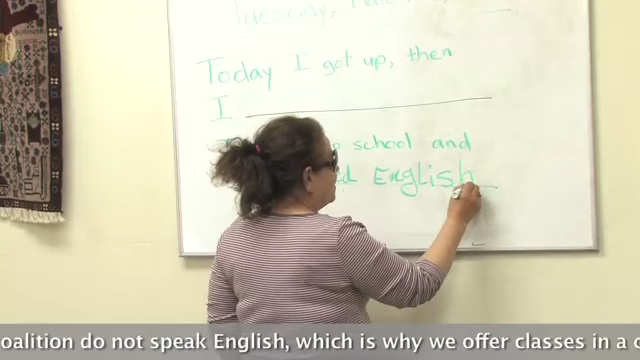 Tuesday,
Today I got up, then
I
school and
English
oalition do not speak English, which is why we offer classes in a c